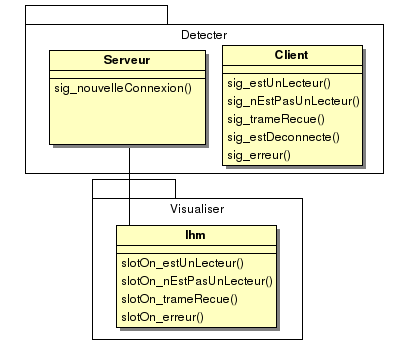 Detecter
Serveur
sig_nouvelleConnexion()
Client
sig_estUnLecteur()
sig_nEstPasUnLecteur()
sig_trameRecue()
sig_estDeconnecte()
sig_erreur()
Visualiser
Ihm
slotOn_estUnLecteur()
slotOn_nEstPasUnLecteur()
slotOn_trameRecue()
slotOn_erreur()